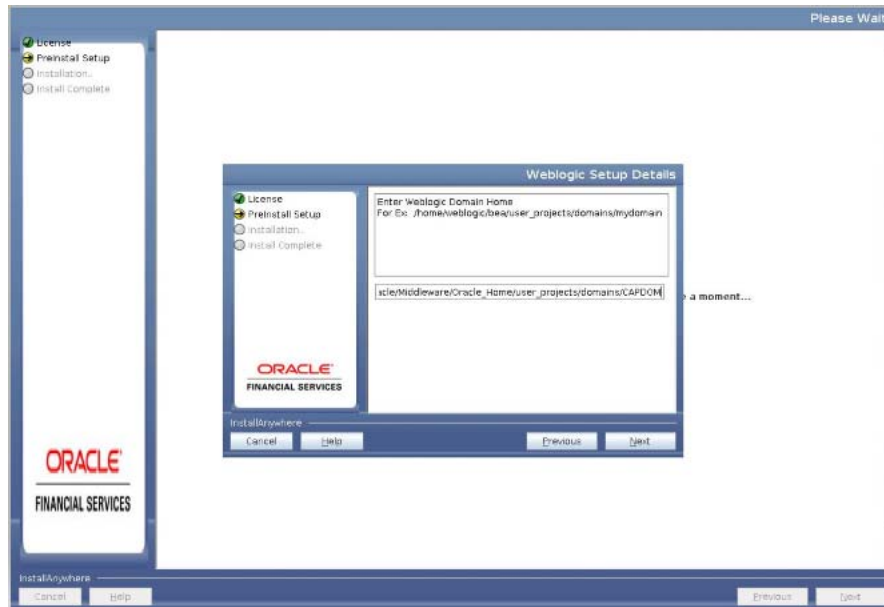 Please Wait
License
Preinstall Setup
Installation...
Install Complete
Weblogic Setup Details
License
Preinstall Setup
Installation...
Install Complete
Enter Weblogic Domain Home
For Ex: /home/weblogic/bea/user_projects/domains/mydomain
acle/Middleware/Oracle_Home/user_projects/domains/CAPDOM
a moment...
ORACLE
FINANCIAL SERVICES
InstallAnywhere
Cancel
Help
Previous
Next
ORACLE
FINANCIAL SERVICES
InstallAnywhere
Cancel
Help
Previous
Next